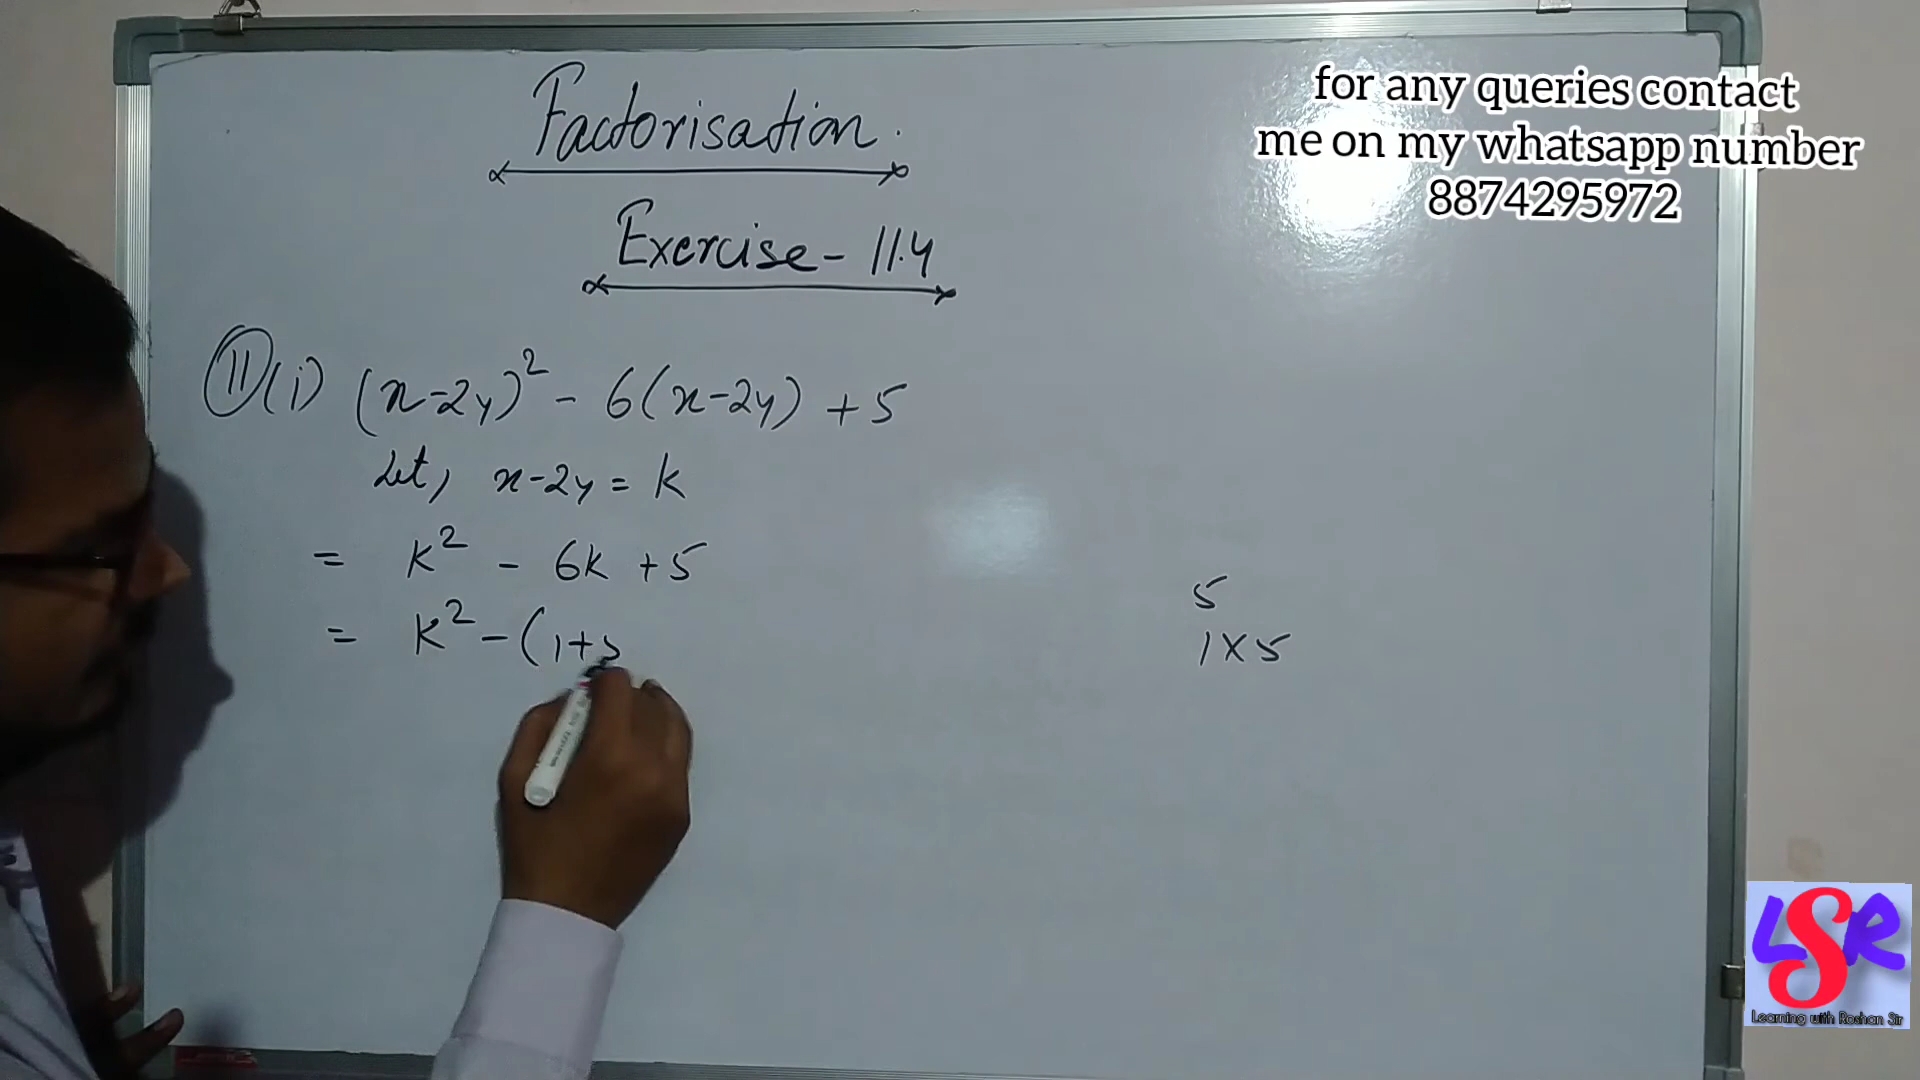 Factorisation.
Exercise - 11.4
11 (i) (x-2y)² - 6(x-2y) + 5
Let, x-2y = k
= k² - 6k + 5
= k² - (1+5
5
1 × 5
for any queries contact
me on my whatsapp number
8874295972
LSR
Learning with Roshan Sir